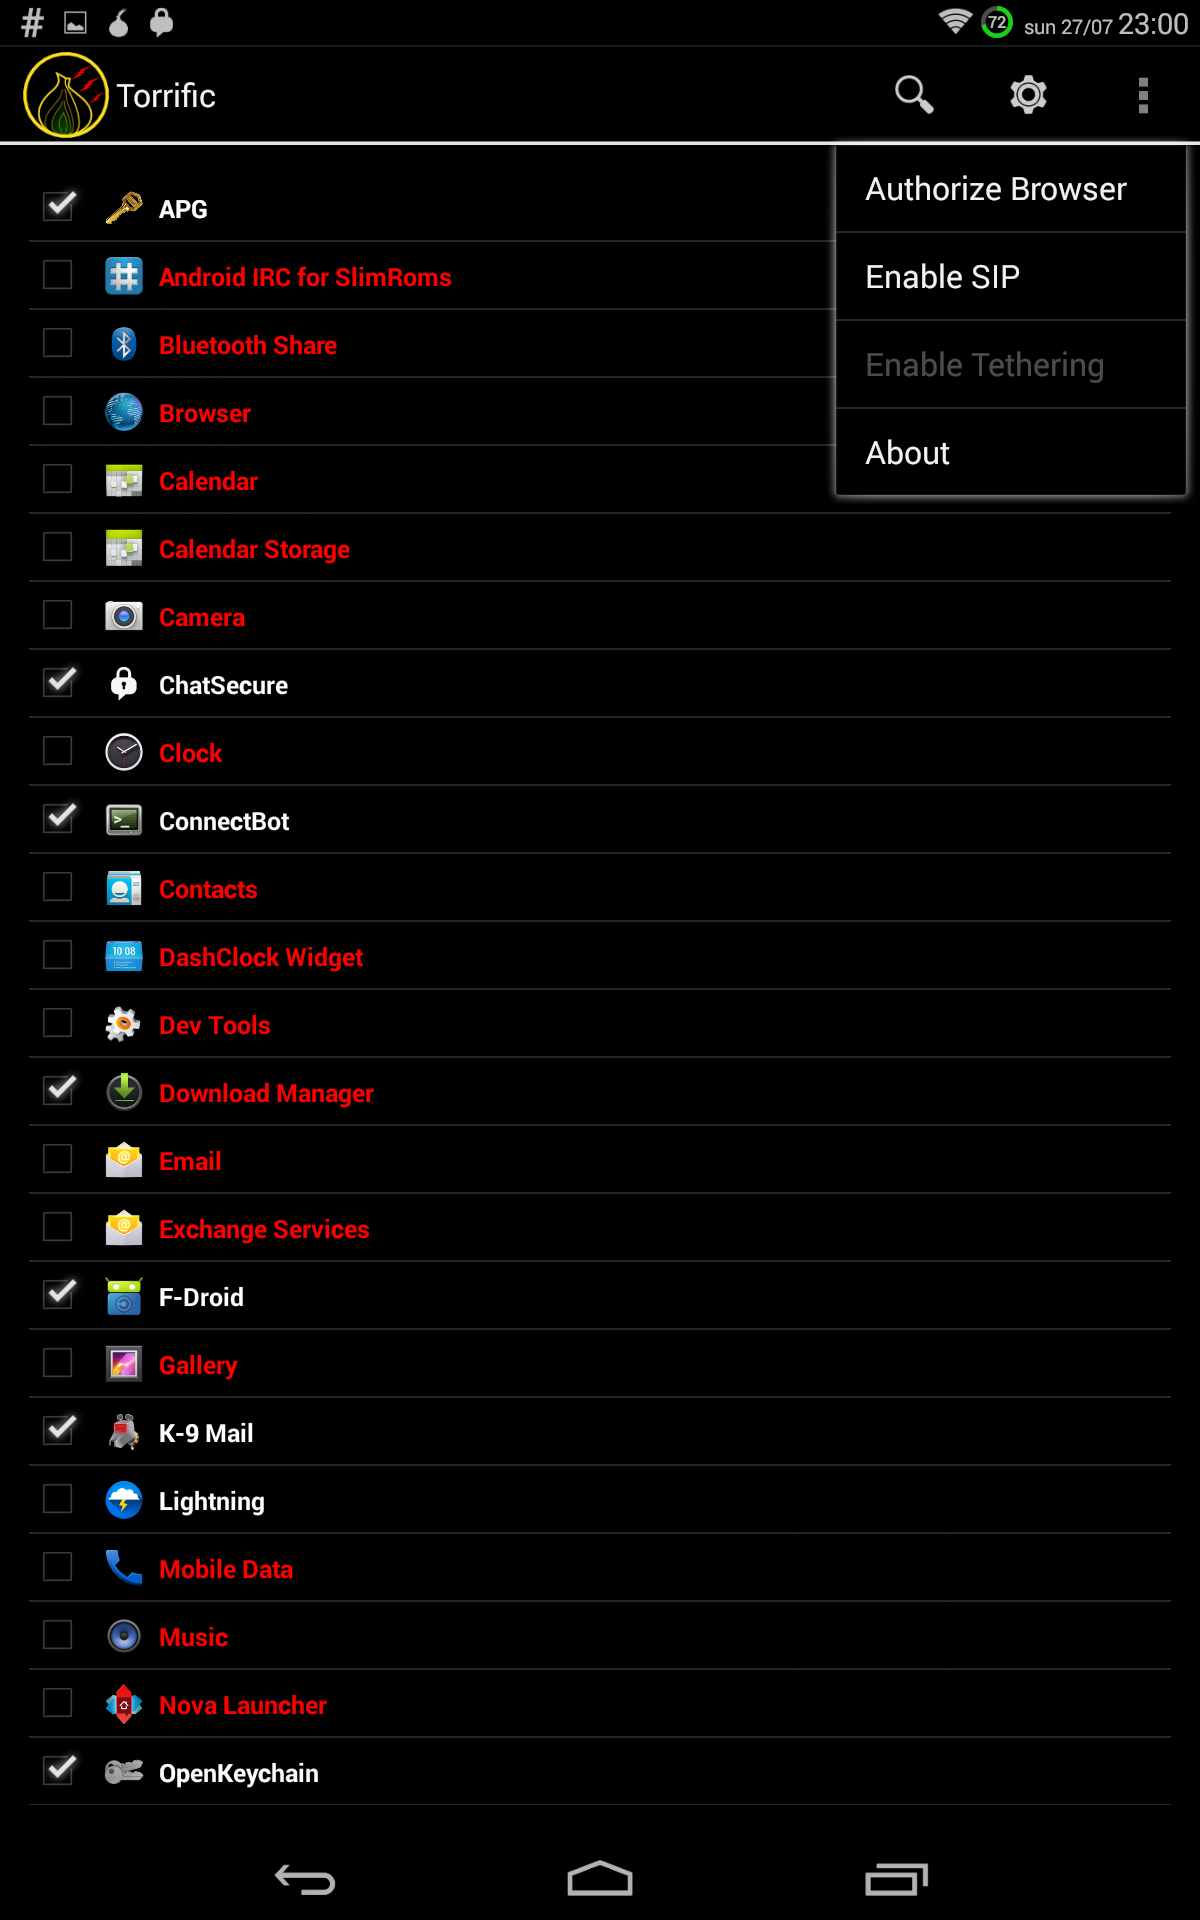 72 sun 27/07 23:00
Torrific
Authorize Browser
Enable SIP
Enable Tethering
About
APG
Android IRC for SlimRoms
Bluetooth Share
Browser
Calendar
Calendar Storage
Camera
ChatSecure
Clock
ConnectBot
Contacts
10:08
DashClock Widget
Dev Tools
Download Manager
Email
Exchange Services
F-Droid
Gallery
K-9 Mail
Lightning
Mobile Data
Music
Nova Launcher
OpenKeychain